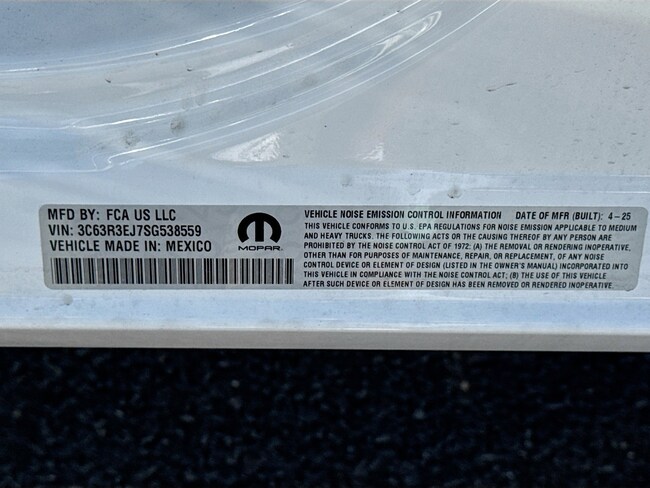 MFD BY: FCA US LLC
VIN: 3C63R3EJ7SG538559
VEHICLE MADE IN: MEXICO
MOPAR
VEHICLE NOISE EMISSION CONTROL INFORMATION DATE OF MFR (BUILT): 4-25
THIS VEHICLE CONFORMS TO U.S. EPA REGULATIONS FOR NOISE EMISSION APPLICABLE TO MEDIUM
AND HEAVY TRUCKS. THE FOLLOWING ACTS OR THE CAUSING THEREOF BY ANY PERSON ARE
PROHIBITED BY THE NOISE CONTROL ACT OF 1972: (A) THE REMOVAL OR RENDERING INOPERATIVE,
OTHER THAN FOR PURPOSES OF MAINTENANCE, REPAIR, OR REPLACEMENT, OF ANY NOISE
CONTROL DEVICE OR ELEMENT OF DESIGN (LISTED IN THE OWNER'S MANUAL) INCORPORATED INTO
THIS VEHICLE IN COMPLIANCE WITH THE NOISE CONTROL ACT; (B) THE USE OF THIS VEHICLE
AFTER SUCH DEVICE OR ELEMENT OF DESIGN HAS BEEN REMOVED OR RENDERED INOPERATIVE